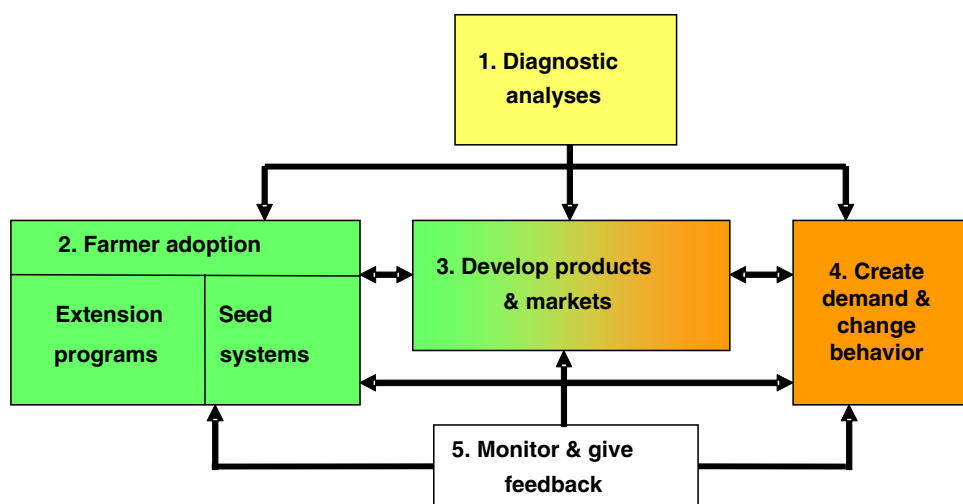 1. Diagnostic
analyses
2. Farmer adoption
Extension
programs
Seed
systems
3. Develop products
& markets
4. Create
demand &
change
behavior
5. Monitor & give
feedback